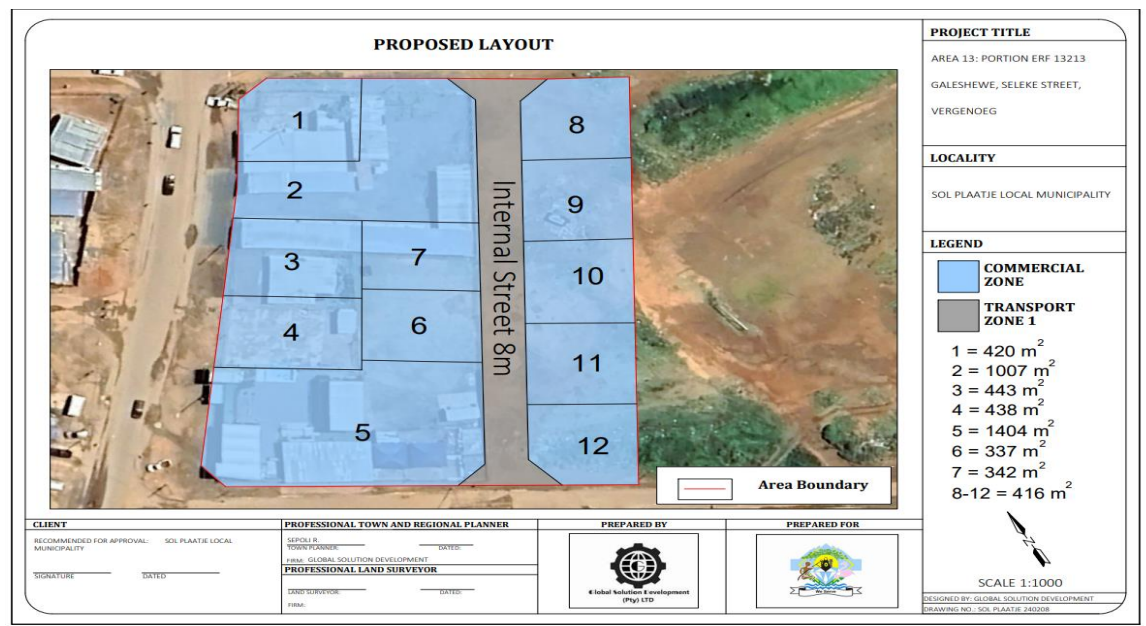 PROPOSED LAYOUT
1
2
3
4
5
6
7
8
9
10
11
12
Internal Street 8m
Area Boundary
PROJECT TITLE
AREA 13: PORTION ERF 13213
GALESHEWE, SELEKE STREET,
VERGENOEG
LOCALITY
SOL PLAATJE LOCAL MUNICIPALITY
LEGEND
COMMERCIAL
ZONE
TRANSPORT
ZONE 1
1 = 420 m²
2 = 1007 m²
3 = 443 m²
4 = 438 m²
5 = 1404 m²
6 = 337 m²
7 = 342 m²
8-12 = 416 m²
N
SCALE 1:1000
DESIGNED BY: GLOBAL SOLUTION DEVELOPMENT
DRAWING NO.: SOL PLAATJE 240208
CLIENT
RECOMMENDED FOR APPROVAL: SOL PLAATJE LOCAL
MUNICIPALITY
SIGNATURE DATED
PROFESSIONAL TOWN AND REGIONAL PLANNER
SEPOLI R.
TOWN PLANNER: DATED:
FIRM: GLOBAL SOLUTION DEVELOPMENT
PROFESSIONAL LAND SURVEYOR
LAND SURVEYOR: DATED:
FIRM:
PREPARED BY
(Pty) LTD
PREPARED FOR
We Serve